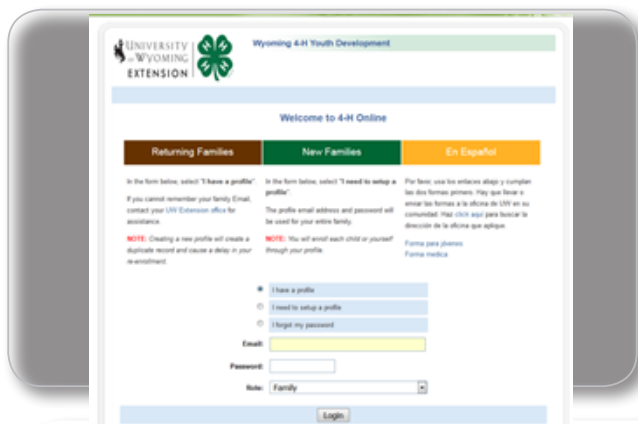 UNIVERSITY
OF WYOMING
EXTENSION
H H H H
Wyoming 4-H Youth Development
Welcome to 4-H Online
Returning Families
In the form below, select "I have a profile".
If you cannot remember your family Email,
contact your UW Extension office for
assistance.
NOTE: Creating a new profile will create a
duplicate record and cause a delay in your
re-enrollment.
New Families
In the form below, select "I need to setup a
profile".
The profile email address and password will
be used for your entire family.
NOTE: You will enroll each child or yourself
through your profile.
En Español
Por favor, usa los enlaces abajo y cumplan
las dos formas primero. Hay que llevar o
enviar las formas a la oficina de UW en su
comunidad. Haz click aquí para buscar la
dirección de la oficina que aplique.
Forma para jóvenes
Forma medica
I have a profile
I need to setup a profile
I forgot my password
Email:
Password:
Role: Family
Login